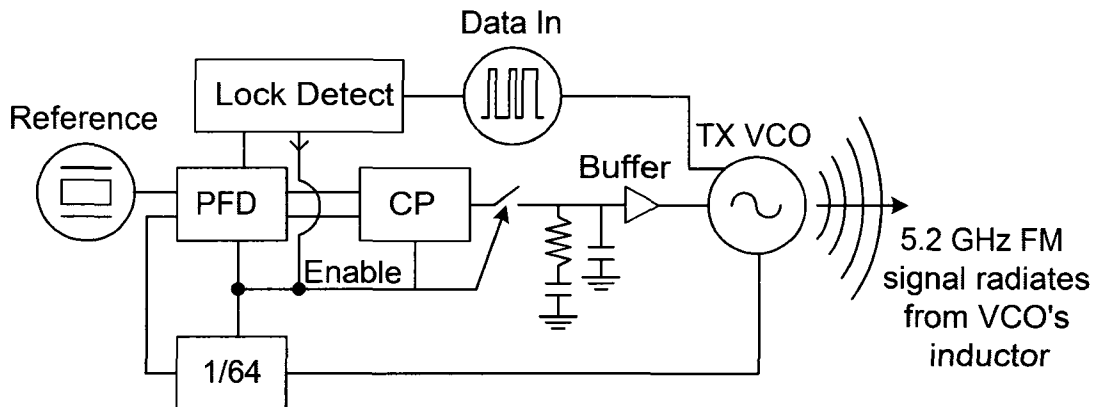 Data In
Lock Detect
Reference
TX VCO
Buffer
PFD
CP
Enable
5.2 GHz FM
signal radiates
from VCO's
inductor
1/64